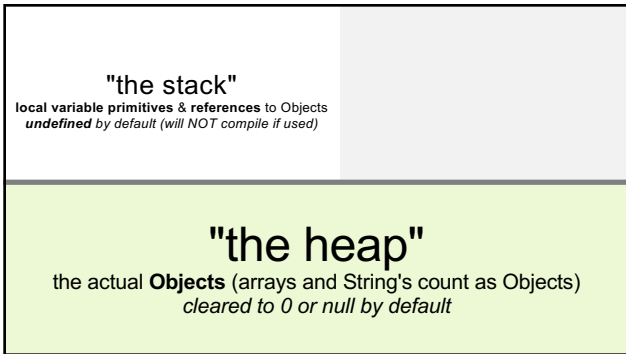 "the stack"
local variable primitives & references to Objects
undefined by default (will NOT compile if used)
"the heap"
the actual Objects (arrays and String's count as Objects)
cleared to 0 or null by default